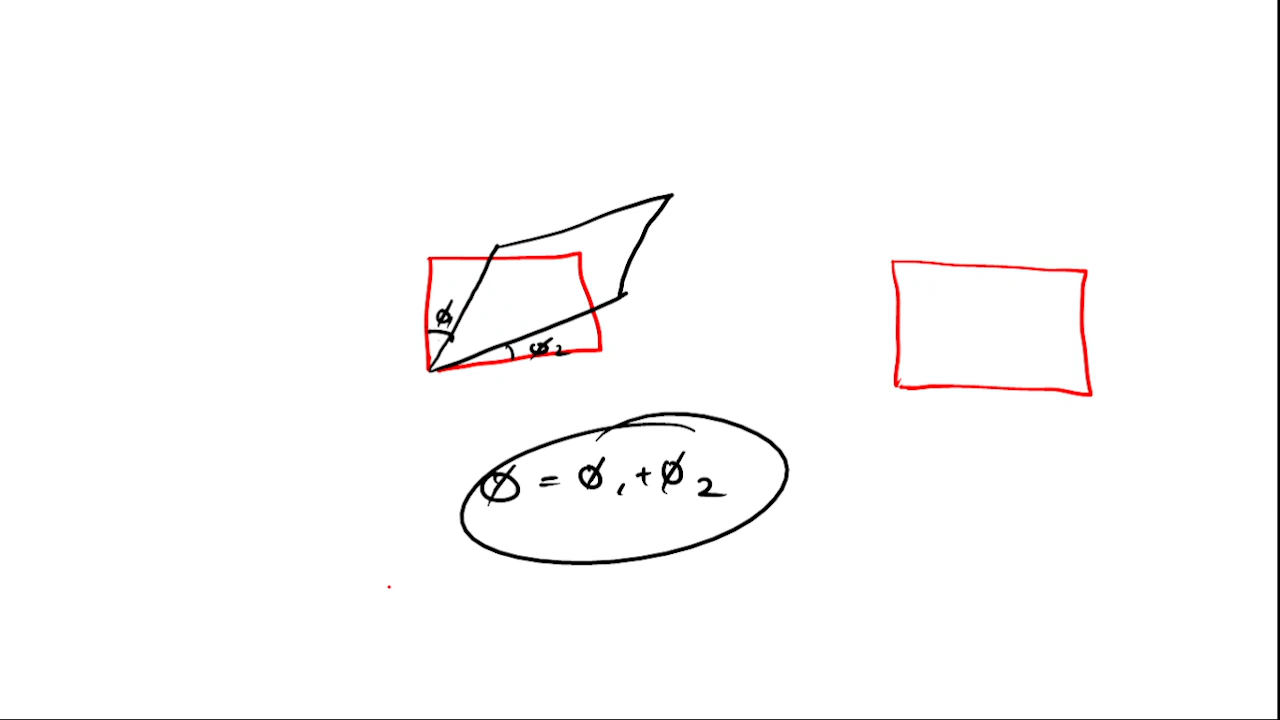 ϕ₁
ϕ₂
ϕ = ϕ₁ + ϕ₂